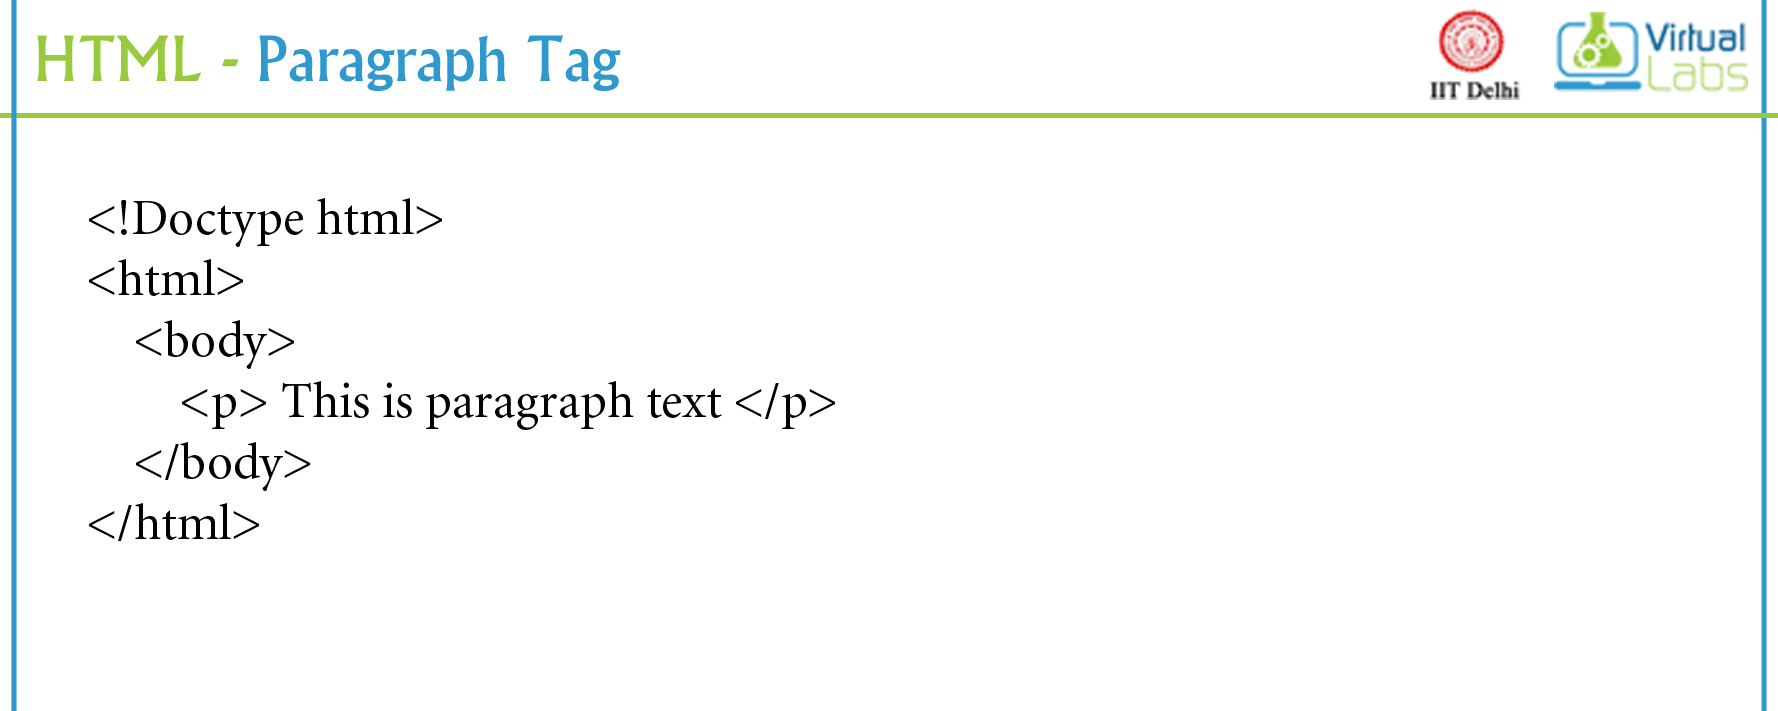 HTML - Paragraph Tag
IIT Delhi
Virtual
Labs
<!Doctype html>
<html>
<body>
<p> This is paragraph text </p>
</body>
</html>